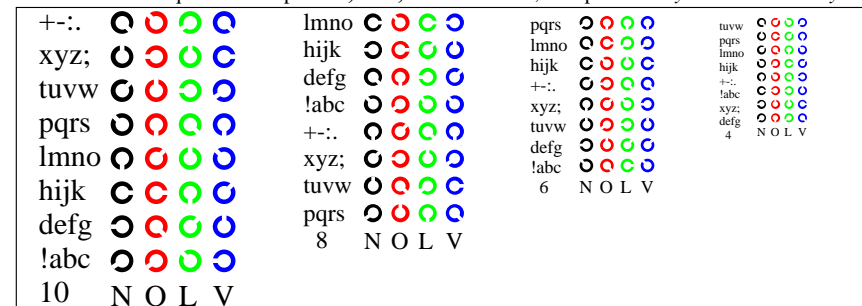 +-:.
xyz;
tuvw
pqrs
lmno
hijk
defg
!abc
10 N O L V
lmno
hijk
defg
!abc
+-:.
xyz;
tuvw
pqrs
8 N O L V
pqrs
lmno
hijk
+-:.
xyz;
tuvw
defg
!abc
6 N O L V
tuvw
pqrs
lmno
hijk
+-:.
!abc
xyz;
defg
4 N O L V